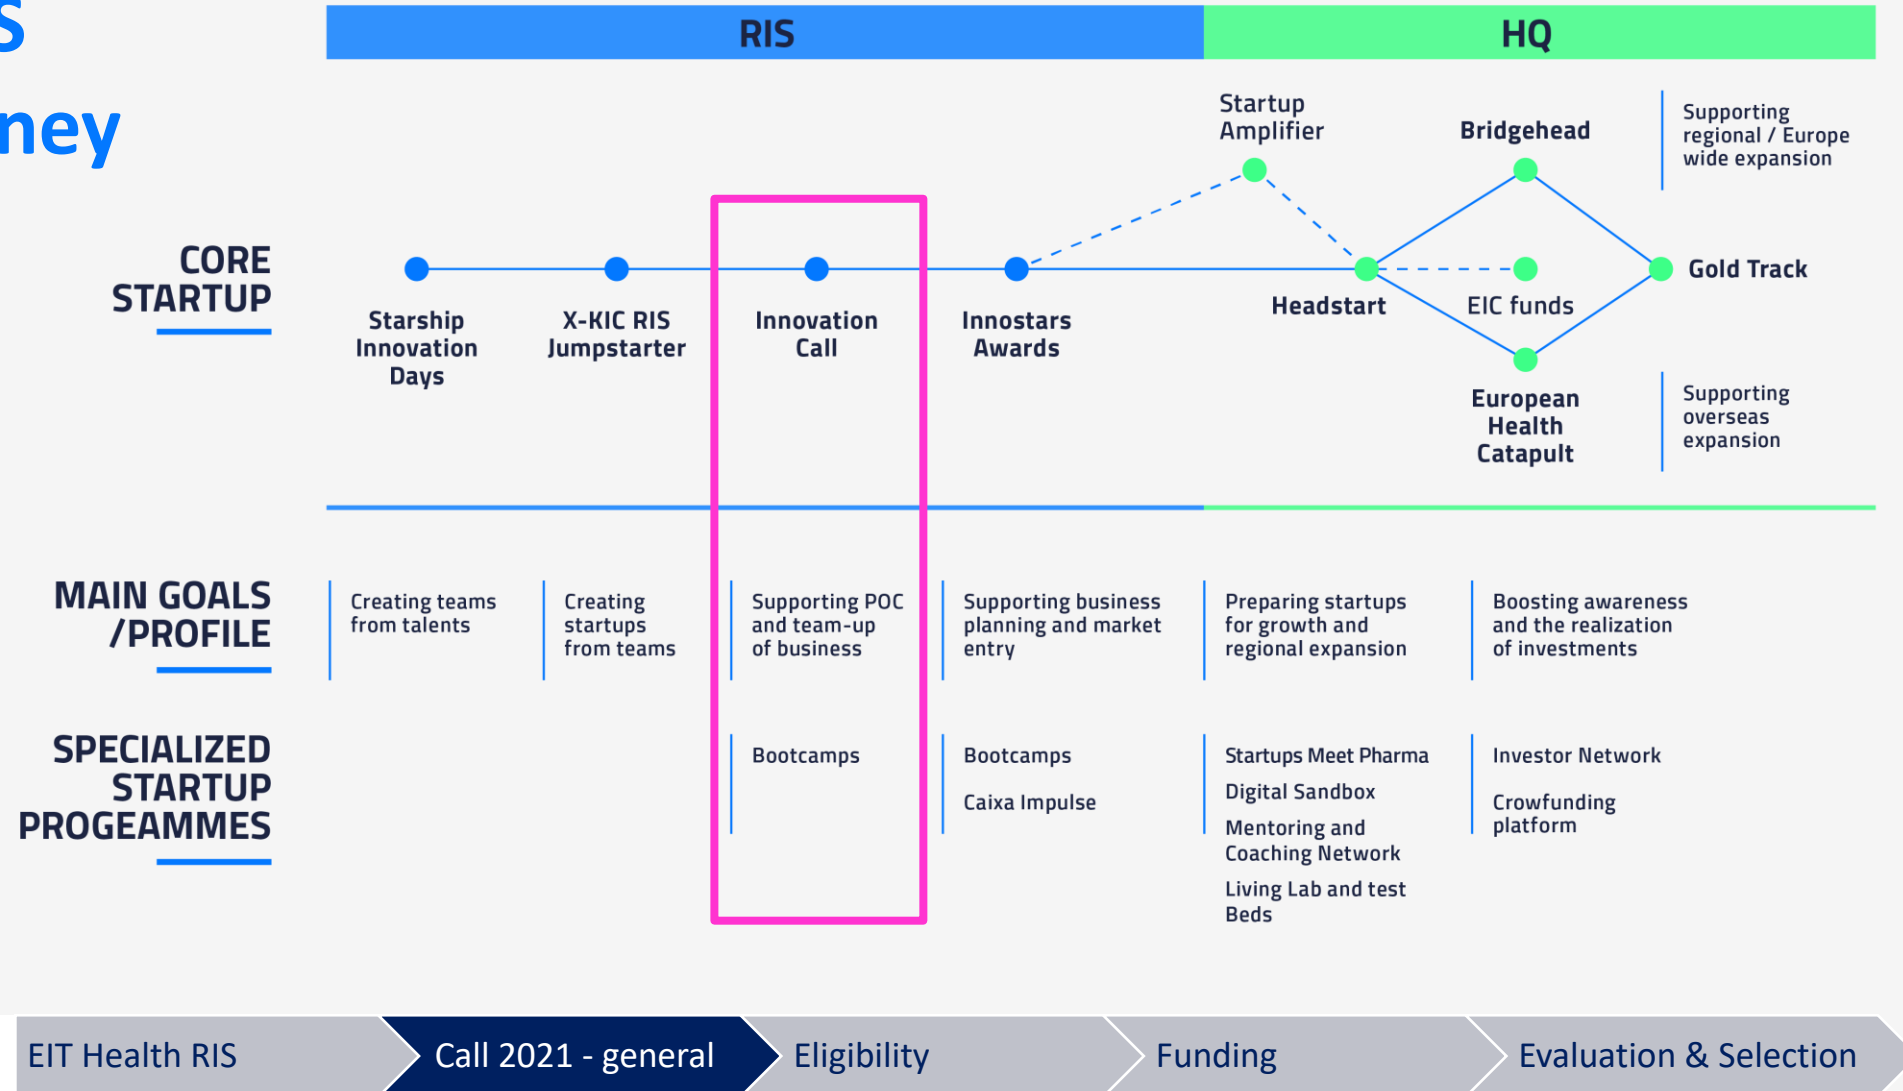 RIS
HQ
ney
CORE
STARTUP
Starship
Innovation
Days
X-KIC RIS
Jumpstarter
Innovation
Call
Innostars
Awards
Startup
Amplifier
Headstart
Bridgehead
EIC funds
European
Health
Catapult
Gold Track
Supporting
regional / Europe
wide expansion
Supporting
overseas
expansion
MAIN GOALS
/PROFILE
Creating teams
from talents
Creating
startups
from teams
Supporting POC
and team-up
of business
Supporting business
planning and market
entry
Preparing startups
for growth and
regional expansion
Boosting awareness
and the realization
of investments
SPECIALIZED
STARTUP
PROGEAMMES
Bootcamps
Bootcamps
Caixa Impulse
Startups Meet Pharma
Digital Sandbox
Mentoring and
Coaching Network
Living Lab and test
Beds
Investor Network
Crowfunding
platform
EIT Health RIS
Call 2021 - general
Eligibility
Funding
Evaluation & Selection